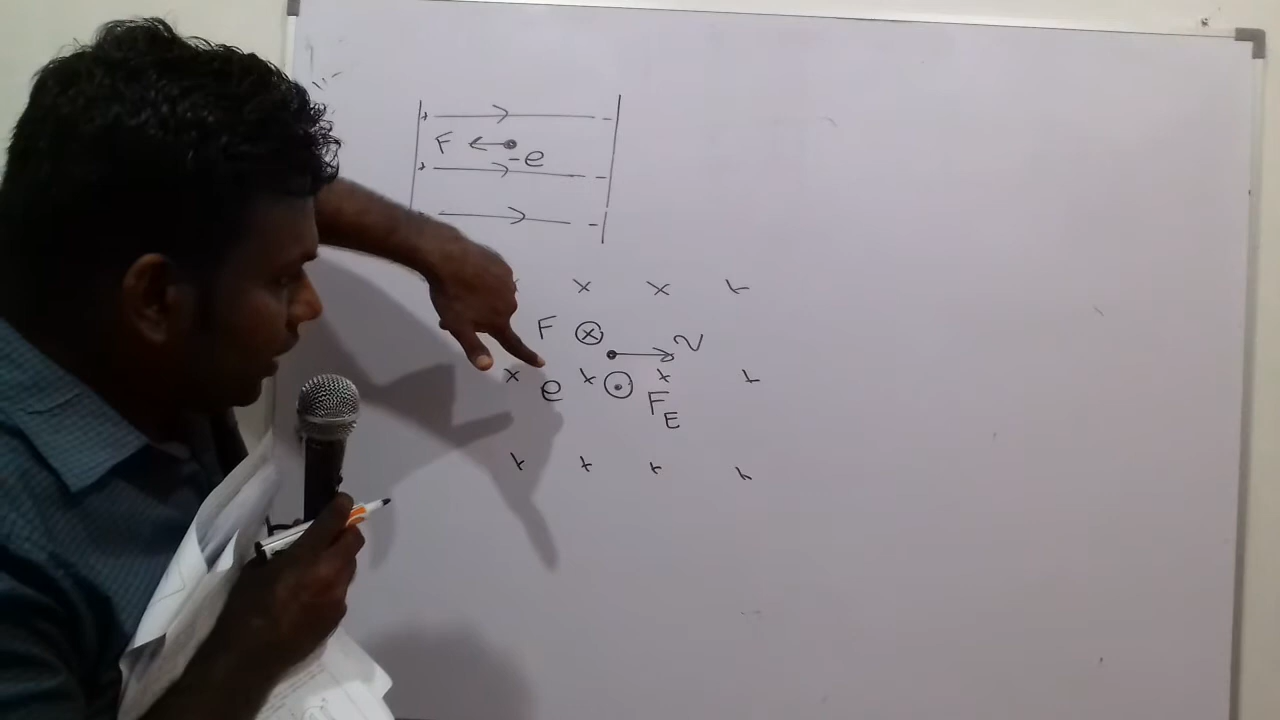 + -
F -e
+ -
-
× × ×
F ⊗
v
× e × ⊙ × ×
F_E
× × × ×